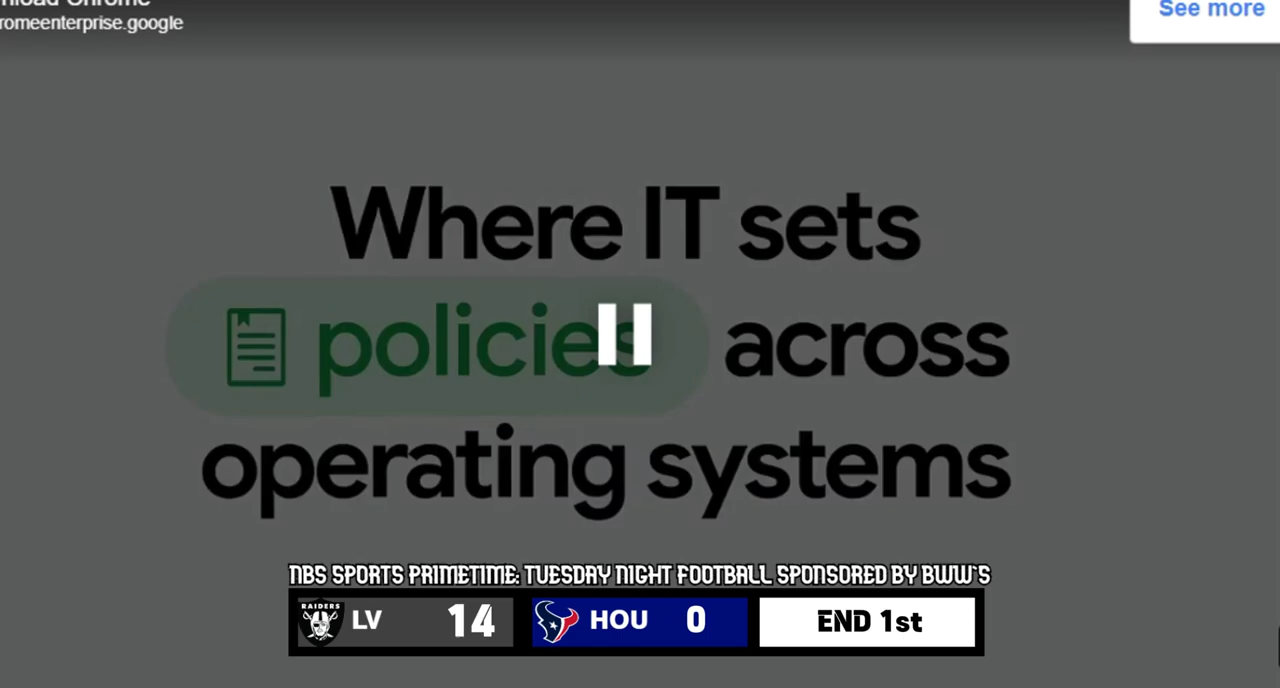 Chrome
romeenterprise.google
See more
Where IT sets
policies across
operating systems
NBS SPORTS PRIMETIME: TUESDAY NIGHT FOOTBALL SPONSORED BY BWW`S
RAIDERS LV 14 HOU 0 END 1st